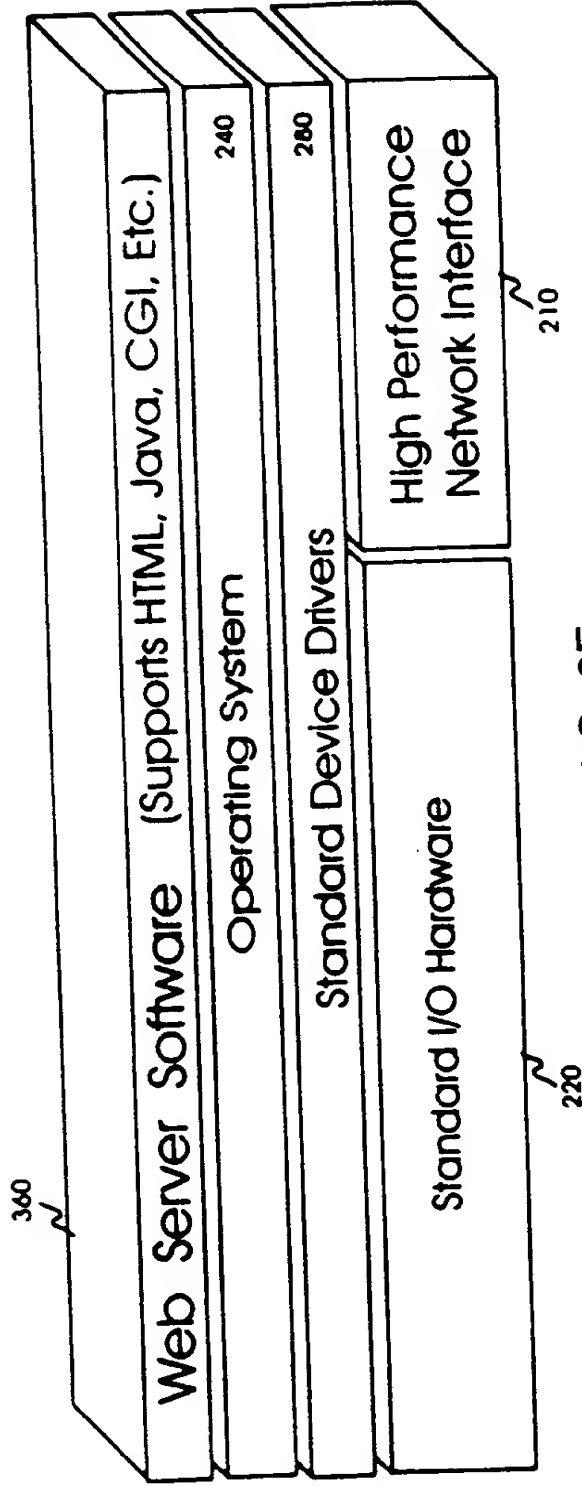 360
Web Server Software (Supports HTML, Java, CGI, Etc.)
Operating System
240
Standard Device Drivers
280
Standard I/O Hardware
High Performance
Network Interface
220
210